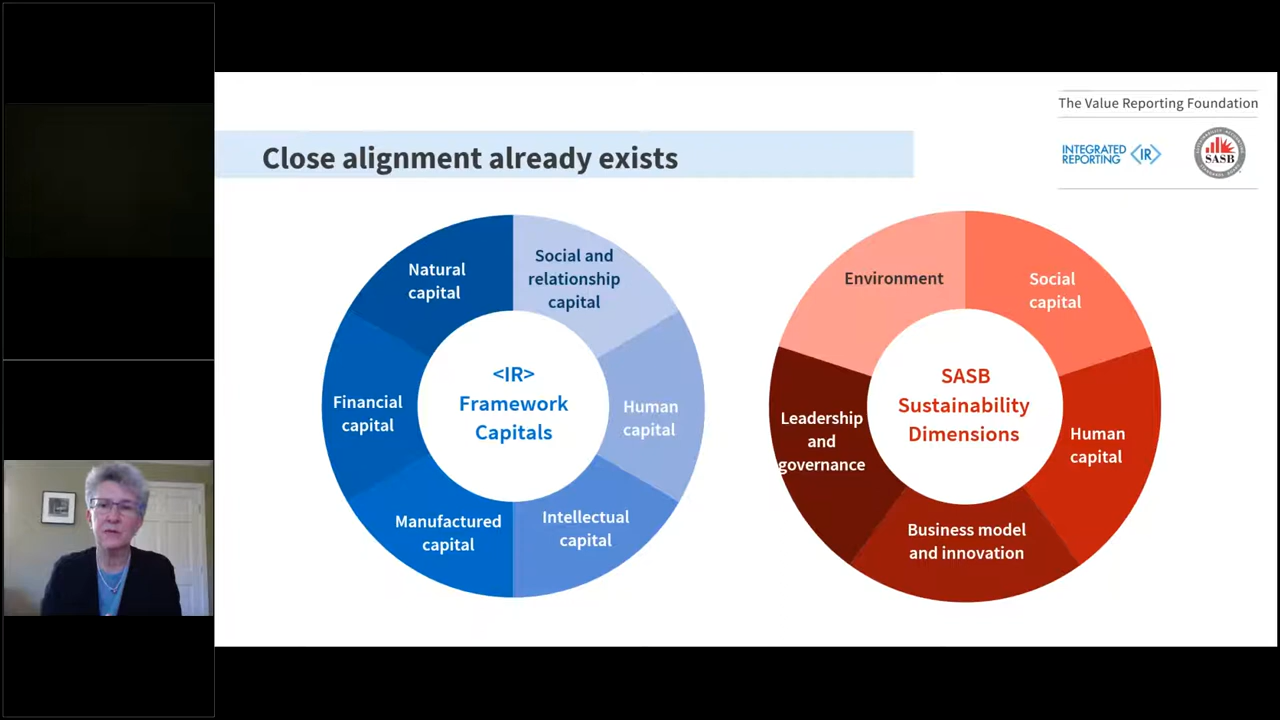 The Value Reporting Foundation
INTEGRATED
REPORTING
<IR>
SASB
Close alignment already exists
Natural
capital
Social and
relationship
capital
Financial
capital
<IR>
Framework
Capitals
Human
capital
Manufactured
capital
Intellectual
capital
Environment
Social
capital
Leadership
and
governance
SASB
Sustainability
Dimensions
Human
capital
Business model
and innovation